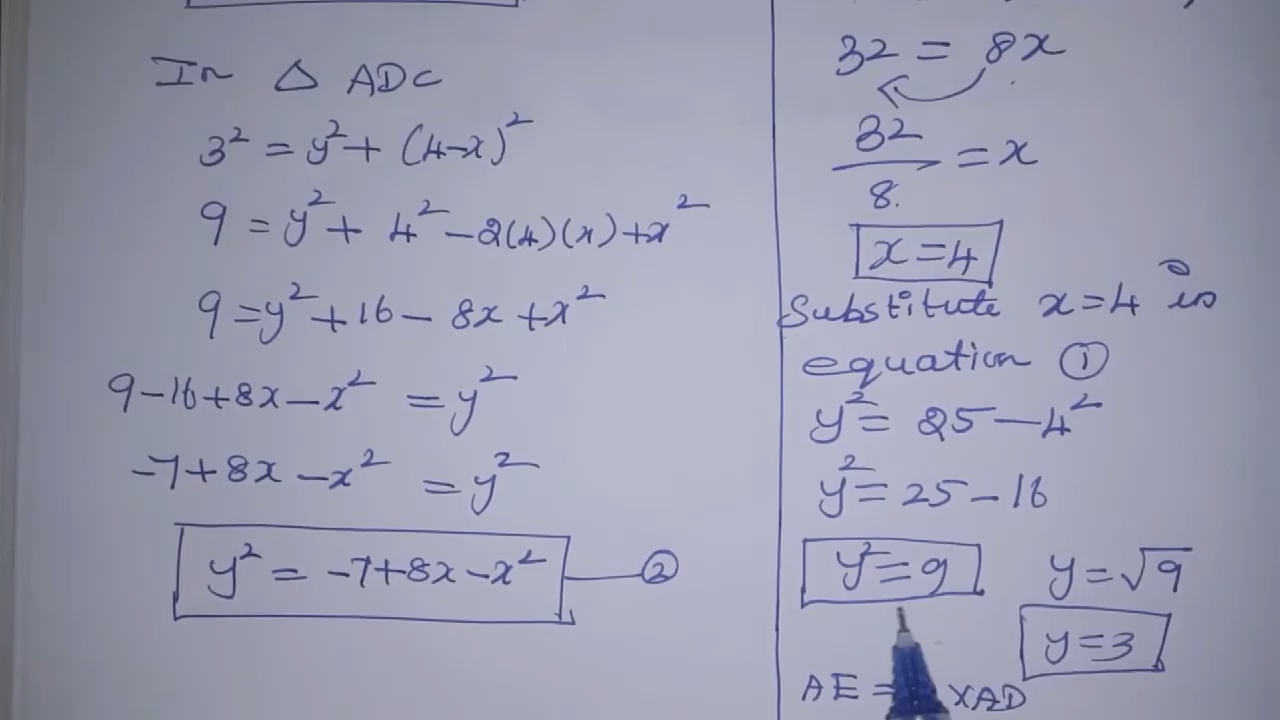 In △ ADC
3² = y² + (4-x)²
9 = y² + 4² - 2(4)(x) + x²
9 = y² + 16 - 8x + x²
9 - 16 + 8x - x² = y²
-7 + 8x - x² = y²
y² = -7 + 8x - x² — ②
32 = 8x
32/8. = x
x = 4
Substitute x = 4 in
equation ①
y² = 25 - 4²
y² = 25 - 16
y² = 9 y = √9
y = 3
AE = XAD